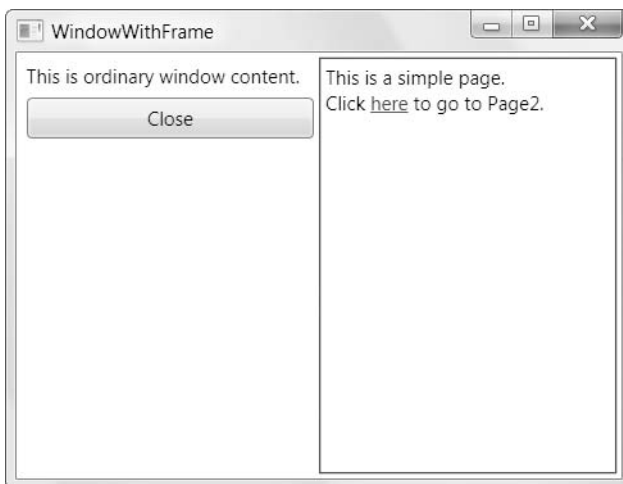 WindowWithFrame
This is ordinary window content.
Close
This is a simple page.
Click here to go to Page2.